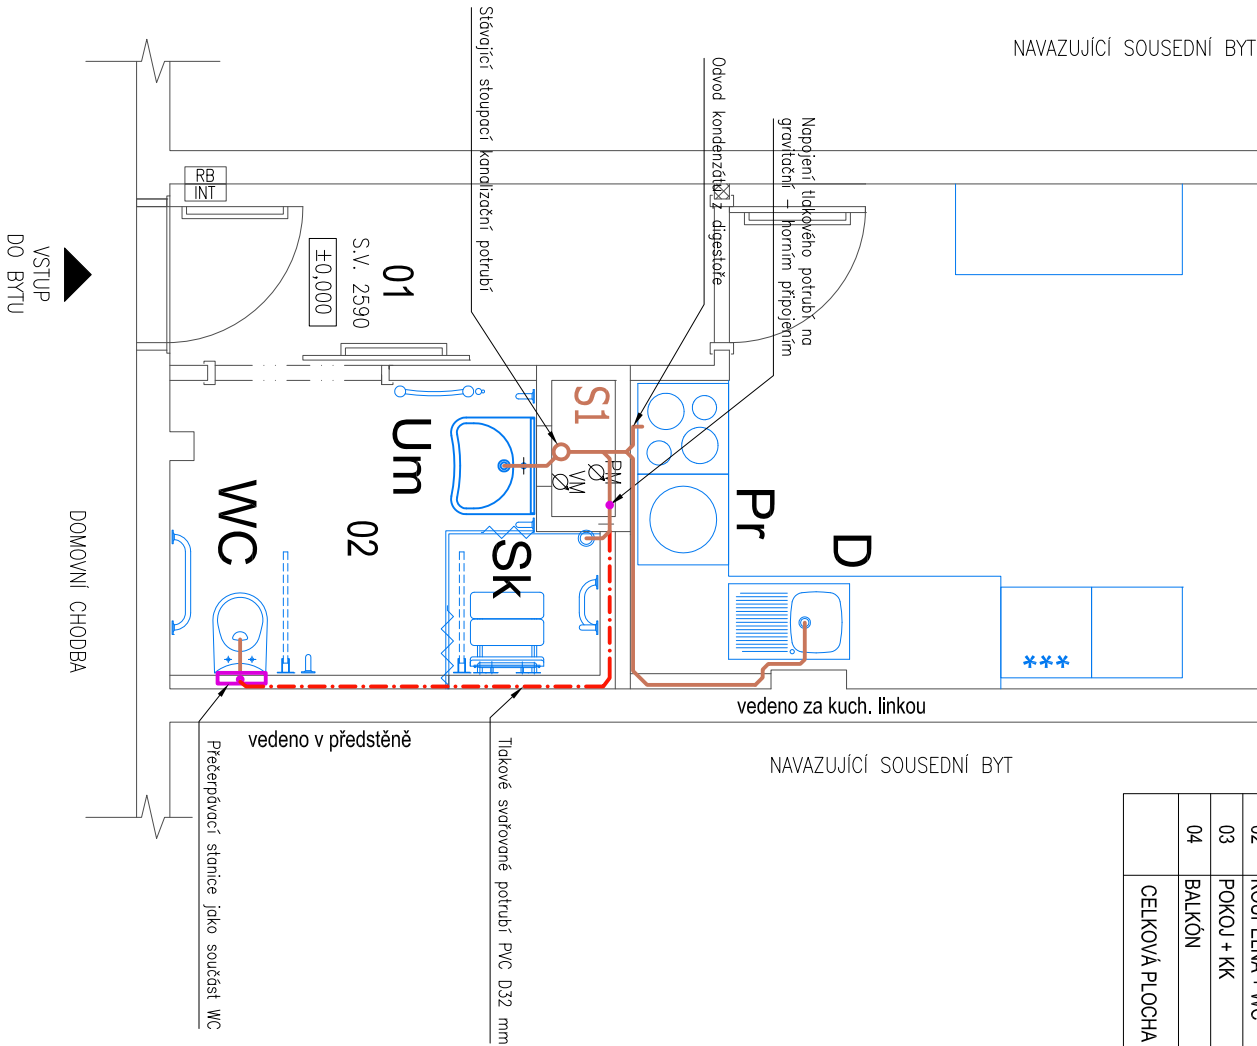 NAVAZUJÍCÍ SOUSEDNÍ BYT
Stávající stoupací kanalizační potrubí
Odvod kondenzátu z digestoře
Napojení tlakového potrubí na
gravitační - horním připojením
RB
INT
VSTUP
DO BYTU
01
S.V. 2590
±0,000
S1
Um
PM
VM
WC
02
Sk
Pr
D
DOMOVNÍ CHODBA
***
vedeno za kuch. linkou
vedeno v předstěně
NAVAZUJÍCÍ SOUSEDNÍ BYT
Přečerpávací stanice jako součást WC
Tlakové svařované potrubí PVC D32 mm
02
03 POKOJ + KK
04 BALKÓN
CELKOVÁ PLOCHA